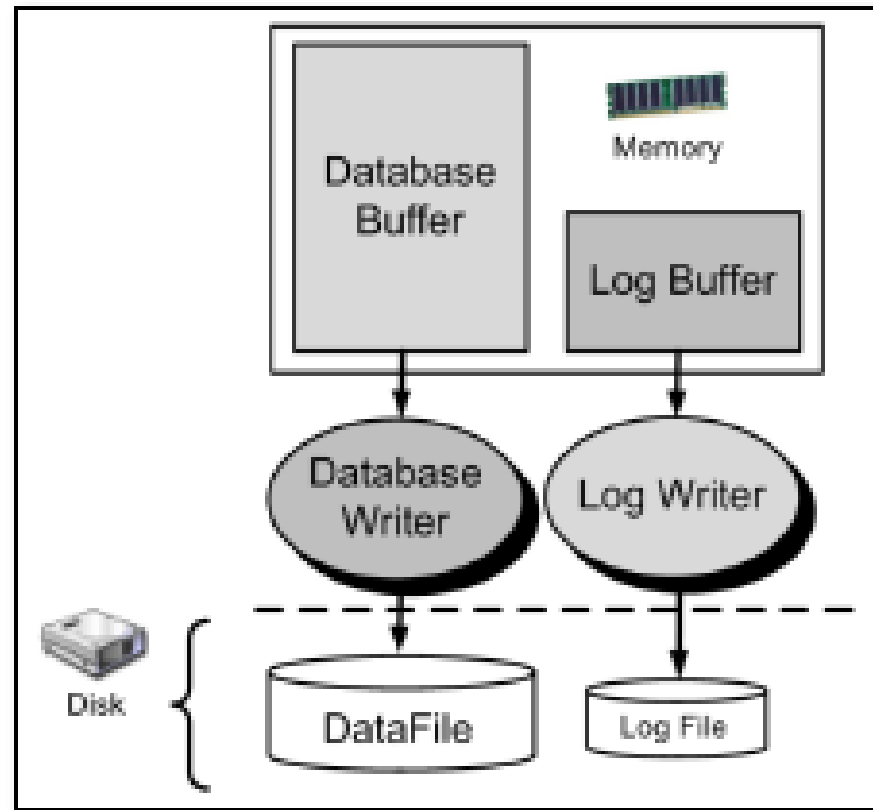 Database
Buffer
Memory
Log Buffer
Database
Writer
Log Writer
Disk
DataFile
Log File